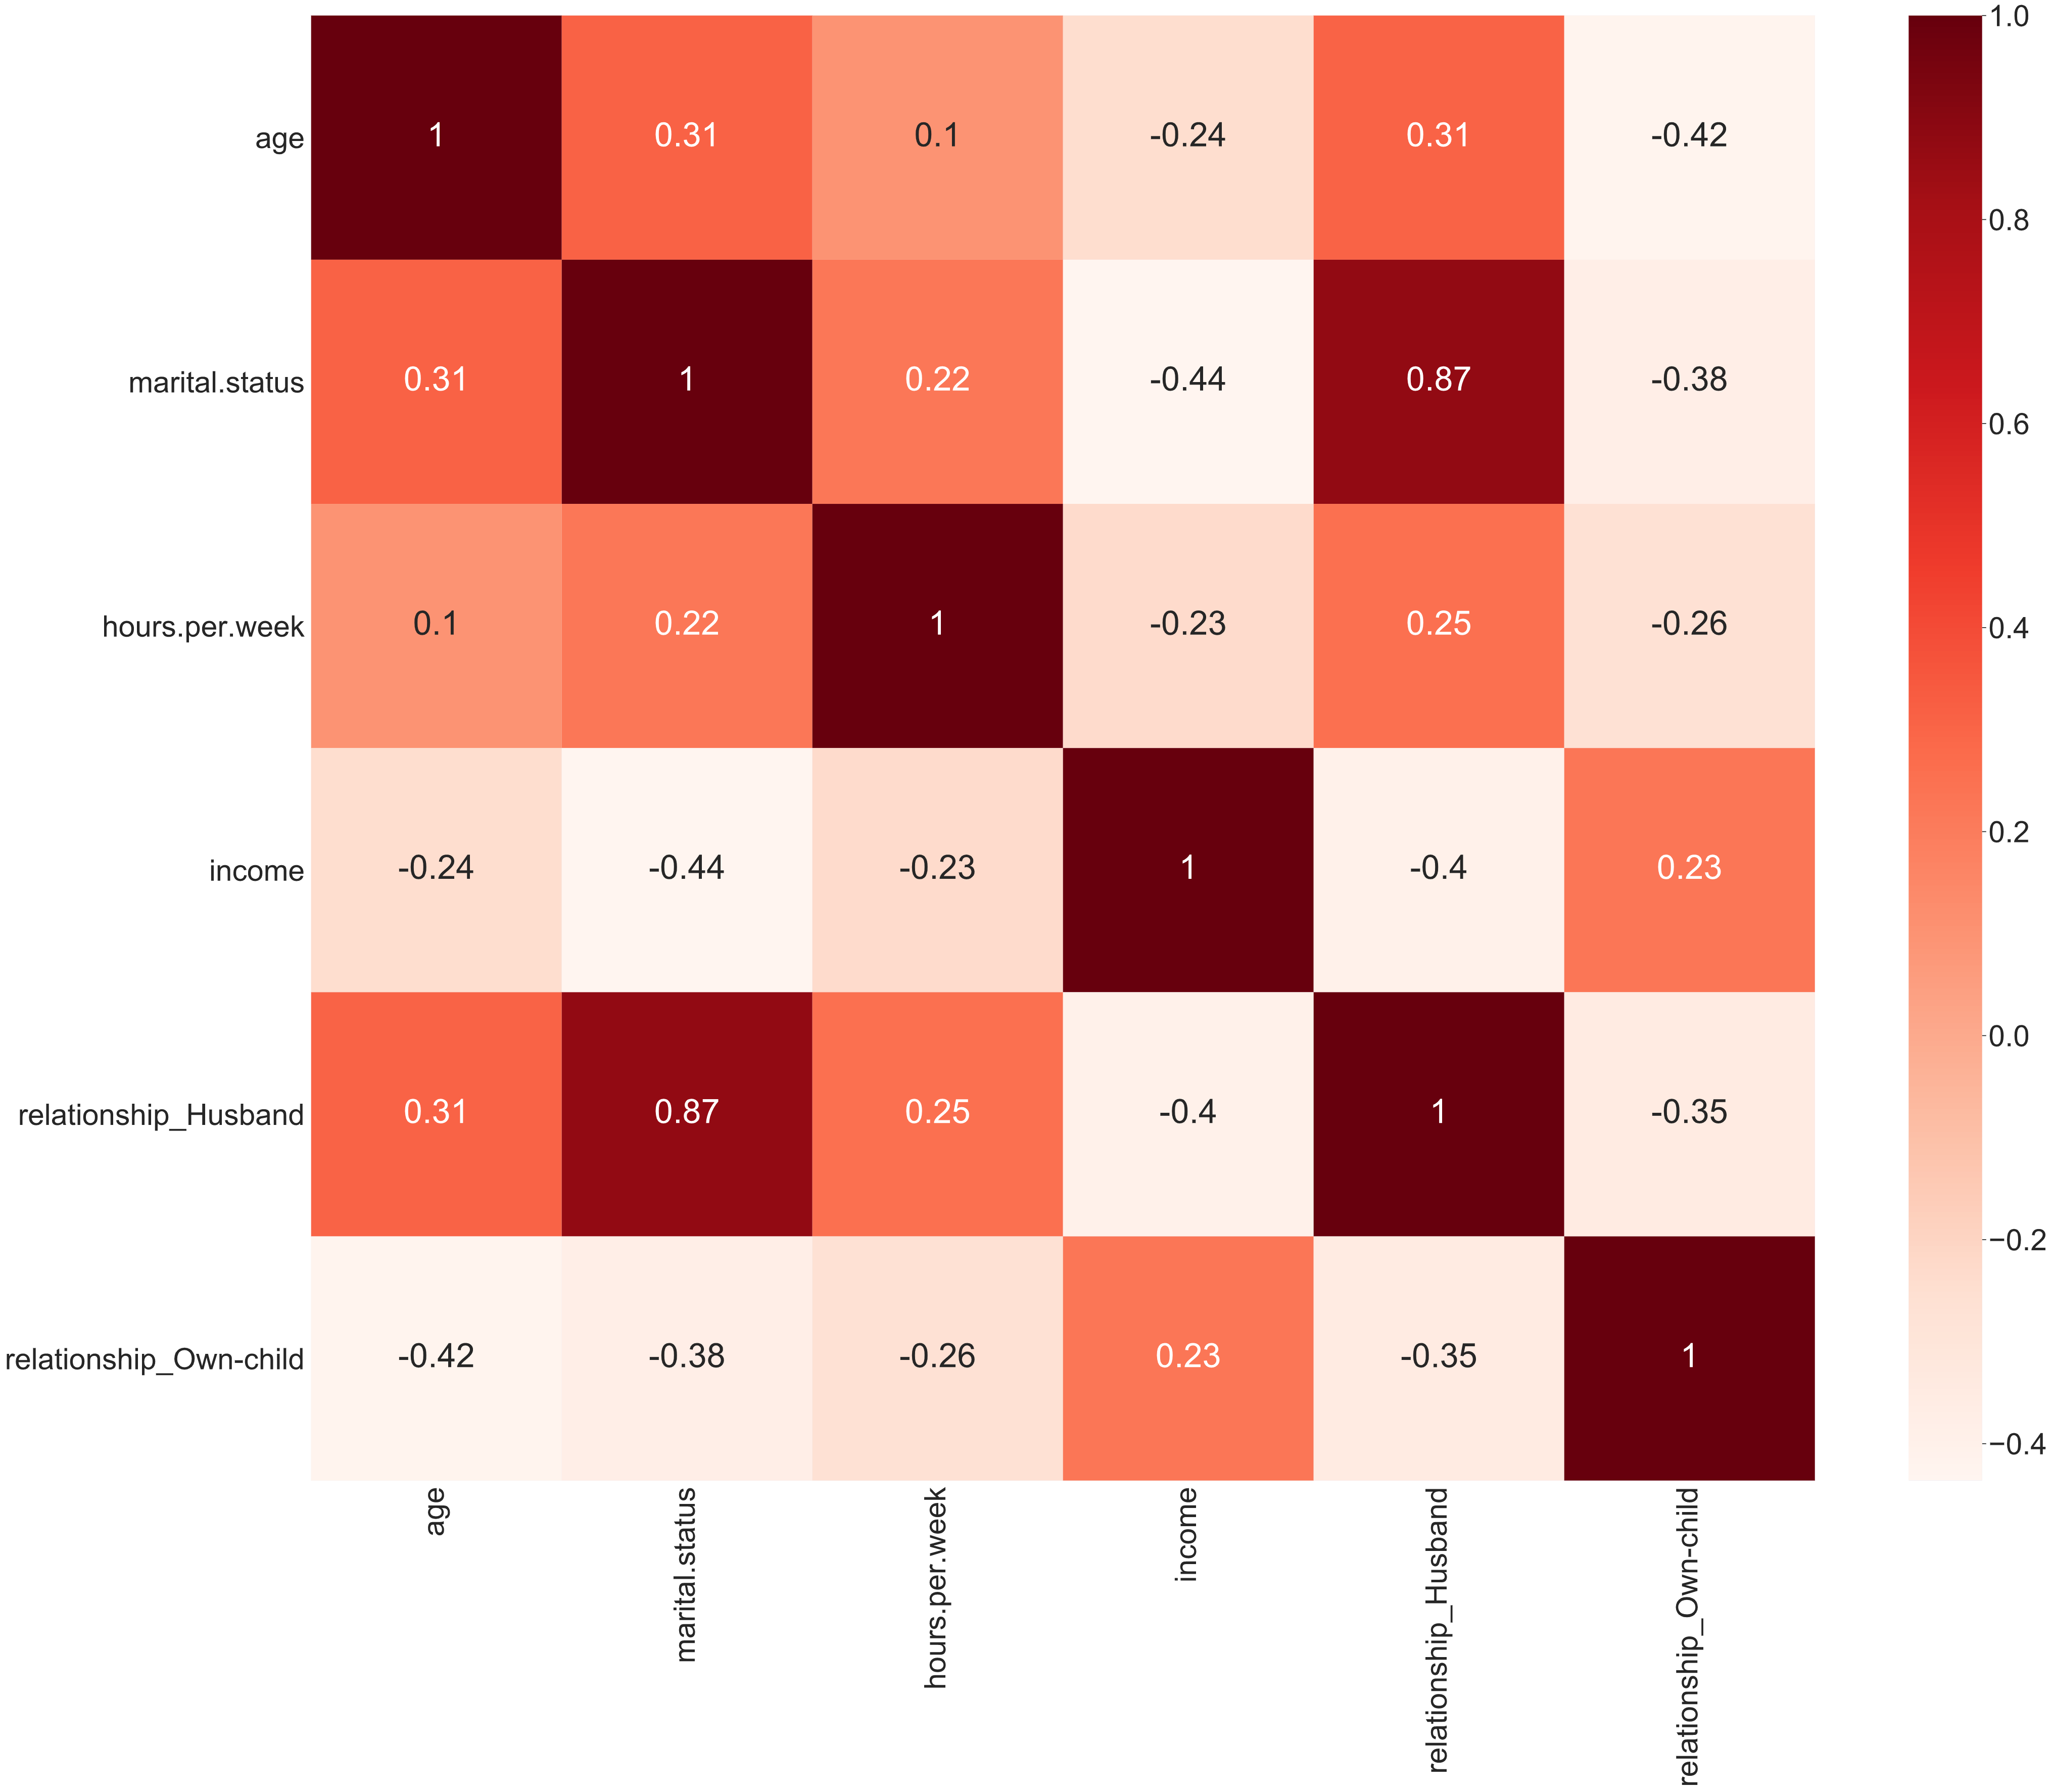 age 1 0.31 0.1 -0.24 0.31 -0.42
marital.status 0.31 1 0.22 -0.44 0.87 -0.38
hours.per.week 0.1 0.22 1 -0.23 0.25 -0.26
income -0.24 -0.44 -0.23 1 -0.4 0.23
relationship_Husband 0.31 0.87 0.25 -0.4 1 -0.35
relationship_Own-child -0.42 -0.38 -0.26 0.23 -0.35 1
age
marital.status
hours.per.week
income
relationship_Husband
relationship_Own-child
1.0
0.8
0.6
0.4
0.2
0.0
−0.2
−0.4